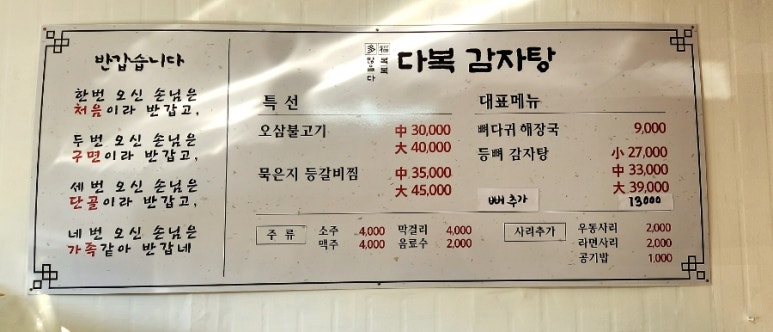 반갑습니다
한번 오신 손님은
처음이라 반갑고,
두번 오신 손님은
구면이라 반갑고,
세번 오신 손님은
단골이라 반갑고,
네번 오신 손님은
가족같아 반갑네
多 福
많을다 복복
다복 감자탕
특 선
오삼불고기 中 30,000
大 40,000
묵은지 등갈비찜 中 35,000
大 45,000
대표메뉴
뼈다귀 해장국 9,000
등뼈 감자탕 小 27,000
中 33,000
大 39,000
뼈 추가 13000
주 류
소주 4,000 막걸리 4,000
맥주 4,000 음료수 2,000
사리추가
우동사리 2,000
라면사리 2,000
공기밥 1,000